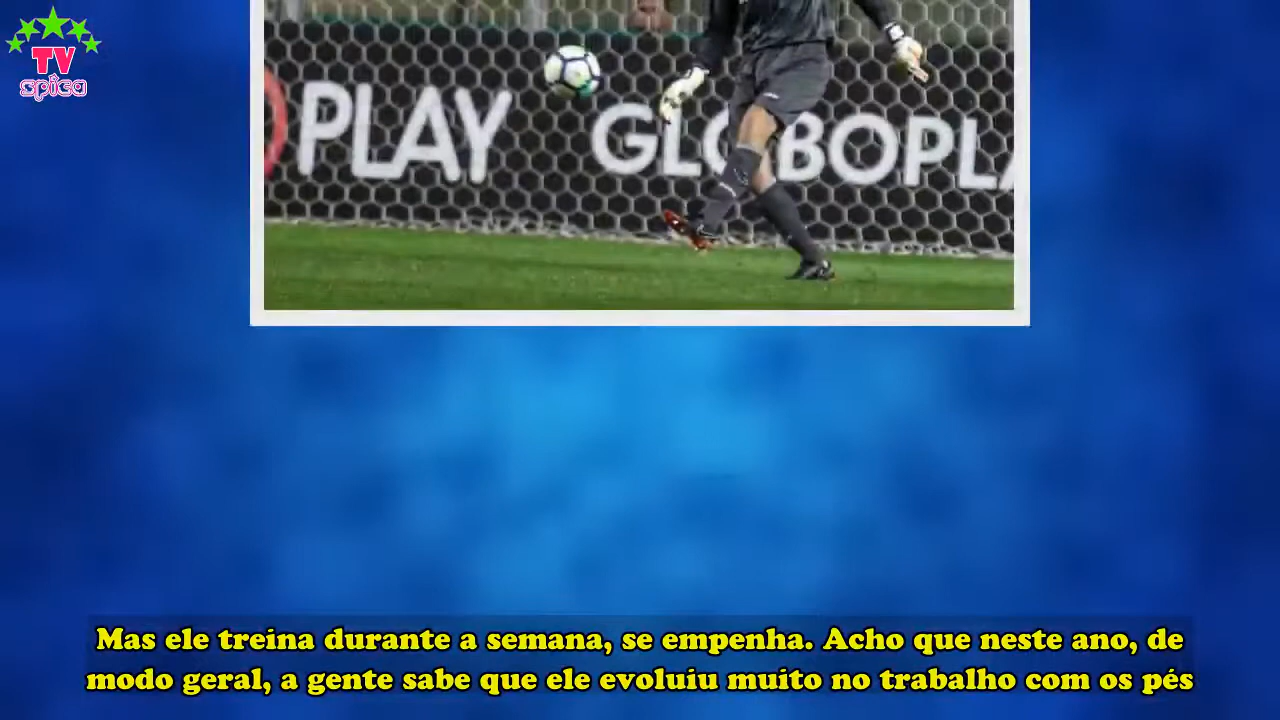 TV
spica
PLAY
GLOBOPLA
Mas ele treina durante a semana, se empenha. Acho que neste ano, de
modo geral, a gente sabe que ele evoluiu muito no trabalho com os pés